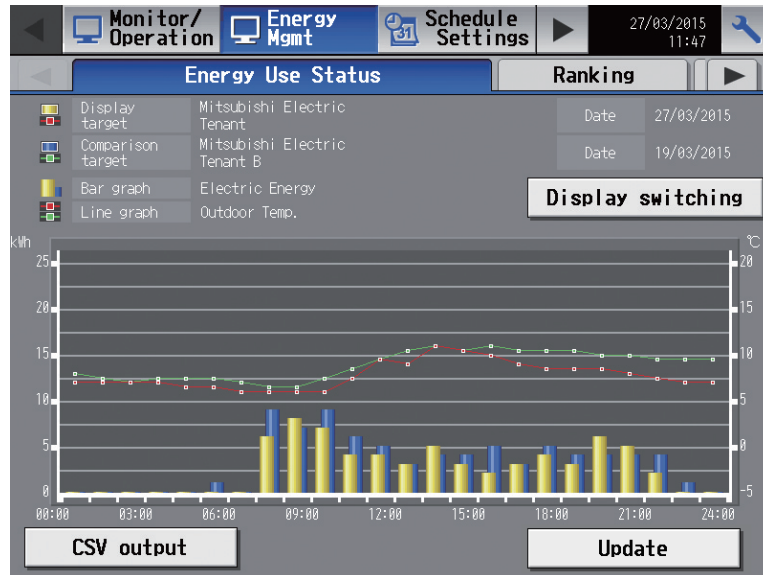 Monitor/
Operation
Energy
Mgmt
31
Schedule
Settings
27/03/2015
11:47
Energy Use Status
Ranking
Display
target
Mitsubishi Electric
Tenant
Date
27/03/2015
Comparison
target
Mitsubishi Electric
Tenant B
Date
19/03/2015
Bar graph
Electric Energy
Line graph
Outdoor Temp.
Display switching
kWh
℃
25
20
20
15
15
10
10
5
5
0
0
-5
00:00 03:00 06:00 09:00 12:00 15:00 18:00 21:00 24:00
CSV output
Update